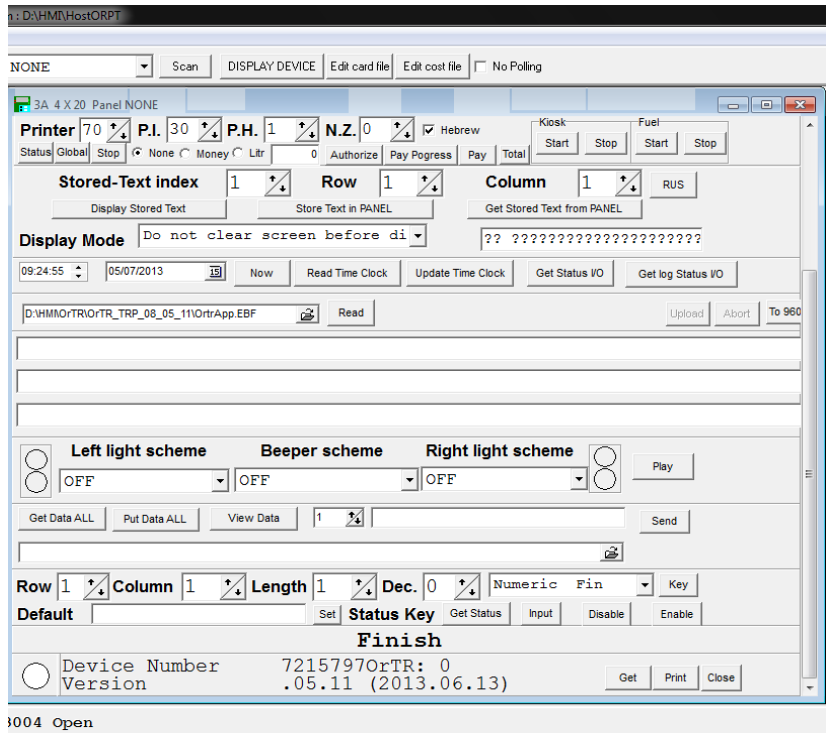 n : D:\HMI\HostORPT
NONE Scan DISPLAY DEVICE Edit card file Edit cost file No Polling
3A 4 X 20 Panel NONE
Printer 70 P.I. 30 P.H. 1 N.Z. 0 Hebrew Kiosk Start Stop Fuel Start Stop
Status Global Stop None Money Litr 0 Authorize Pay Pogress Pay Total
Stored-Text index 1 Row 1 Column 1 RUS
Display Stored Text Store Text in PANEL Get Stored Text from PANEL
Display Mode Do not clear screen before di ?? ?????????????????????
09:24:55 05/07/2013 15 Now Read Time Clock Update Time Clock Get Status I/O Get log Status I/O
D:\HMI\OrTR\OrTR_TRP_08_05_11\OrtrApp.EBF Read Upload Abort To 960
Left light scheme Beeper scheme Right light scheme
OFF OFF OFF Play
Get Data ALL Put Data ALL View Data 1 Send
Row 1 Column 1 Length 1 Dec. 0 Numeric Fin Key
Default Set Status Key Get Status Input Disable Enable
Finish
Device Number 7215797OrTR: 0
Version .05.11 (2013.06.13) Get Print Close
3004 Open